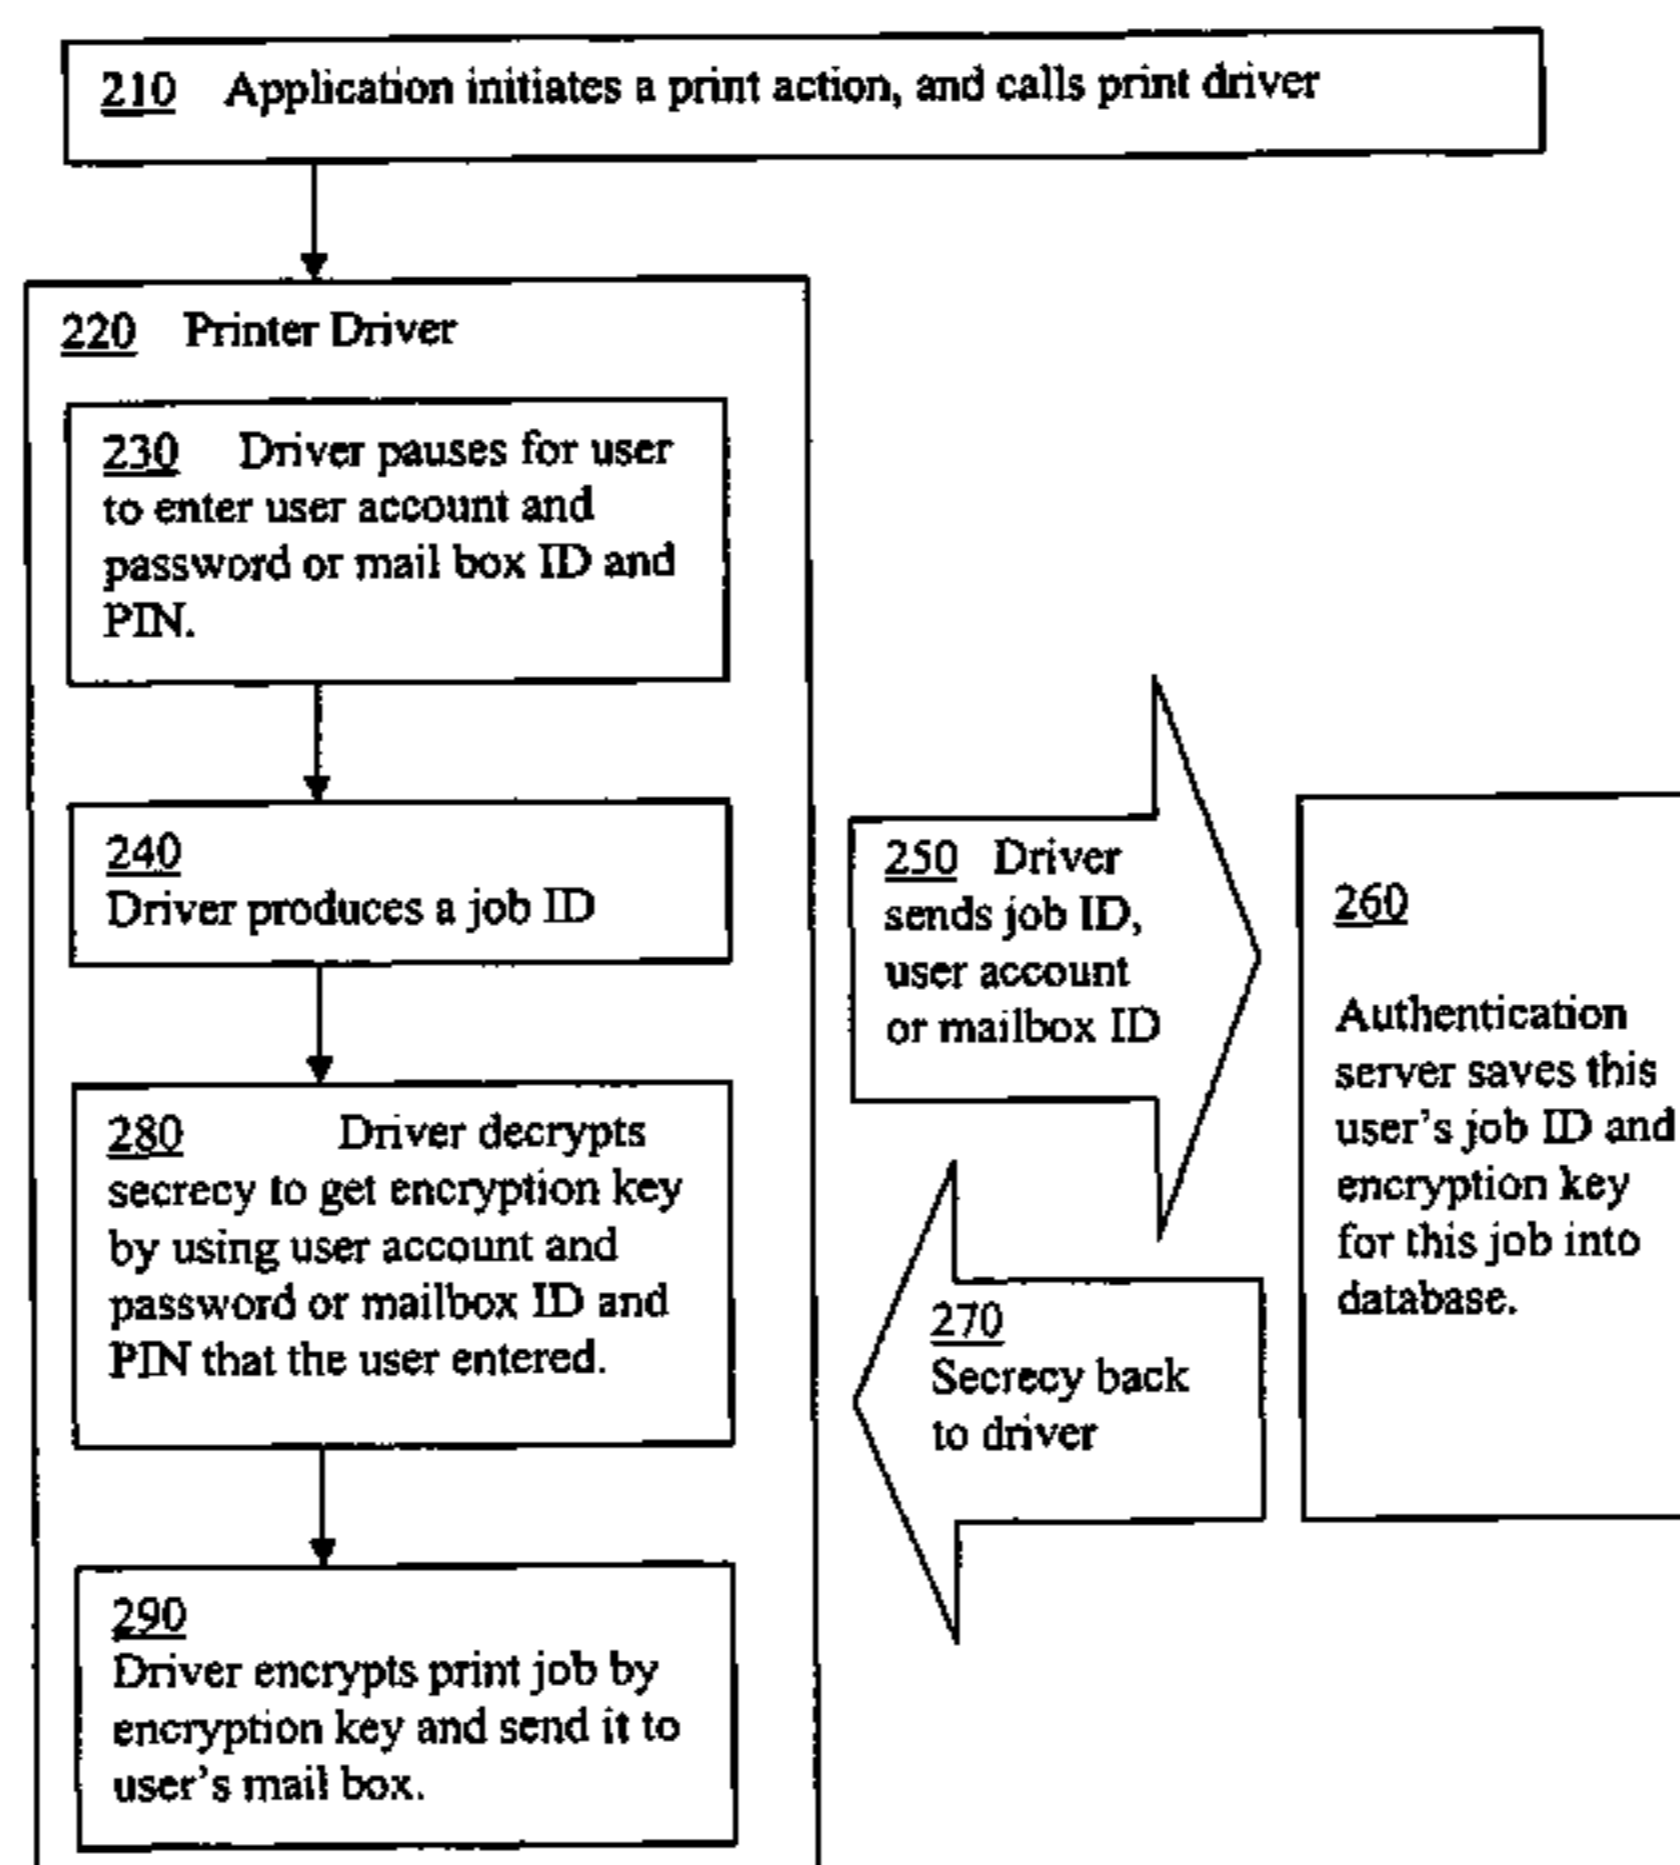 210 Application initiates a print action, and calls print driver
220 Printer Driver
230 Driver pauses for user
to enter user account and
password or mail box ID and
PIN.
240
Driver produces a job ID
250 Driver
sends job ID,
user account
or mailbox ID
260
Authentication
server saves this
user's job ID and
encryption key
for this job into
database.
270
Secrecy back
to driver
280 Driver decrypts
secrecy to get encryption key
by using user account and
password or mailbox ID and
PIN that the user entered.
290
Driver encrypts print job by
encryption key and send it to
user's mail box.